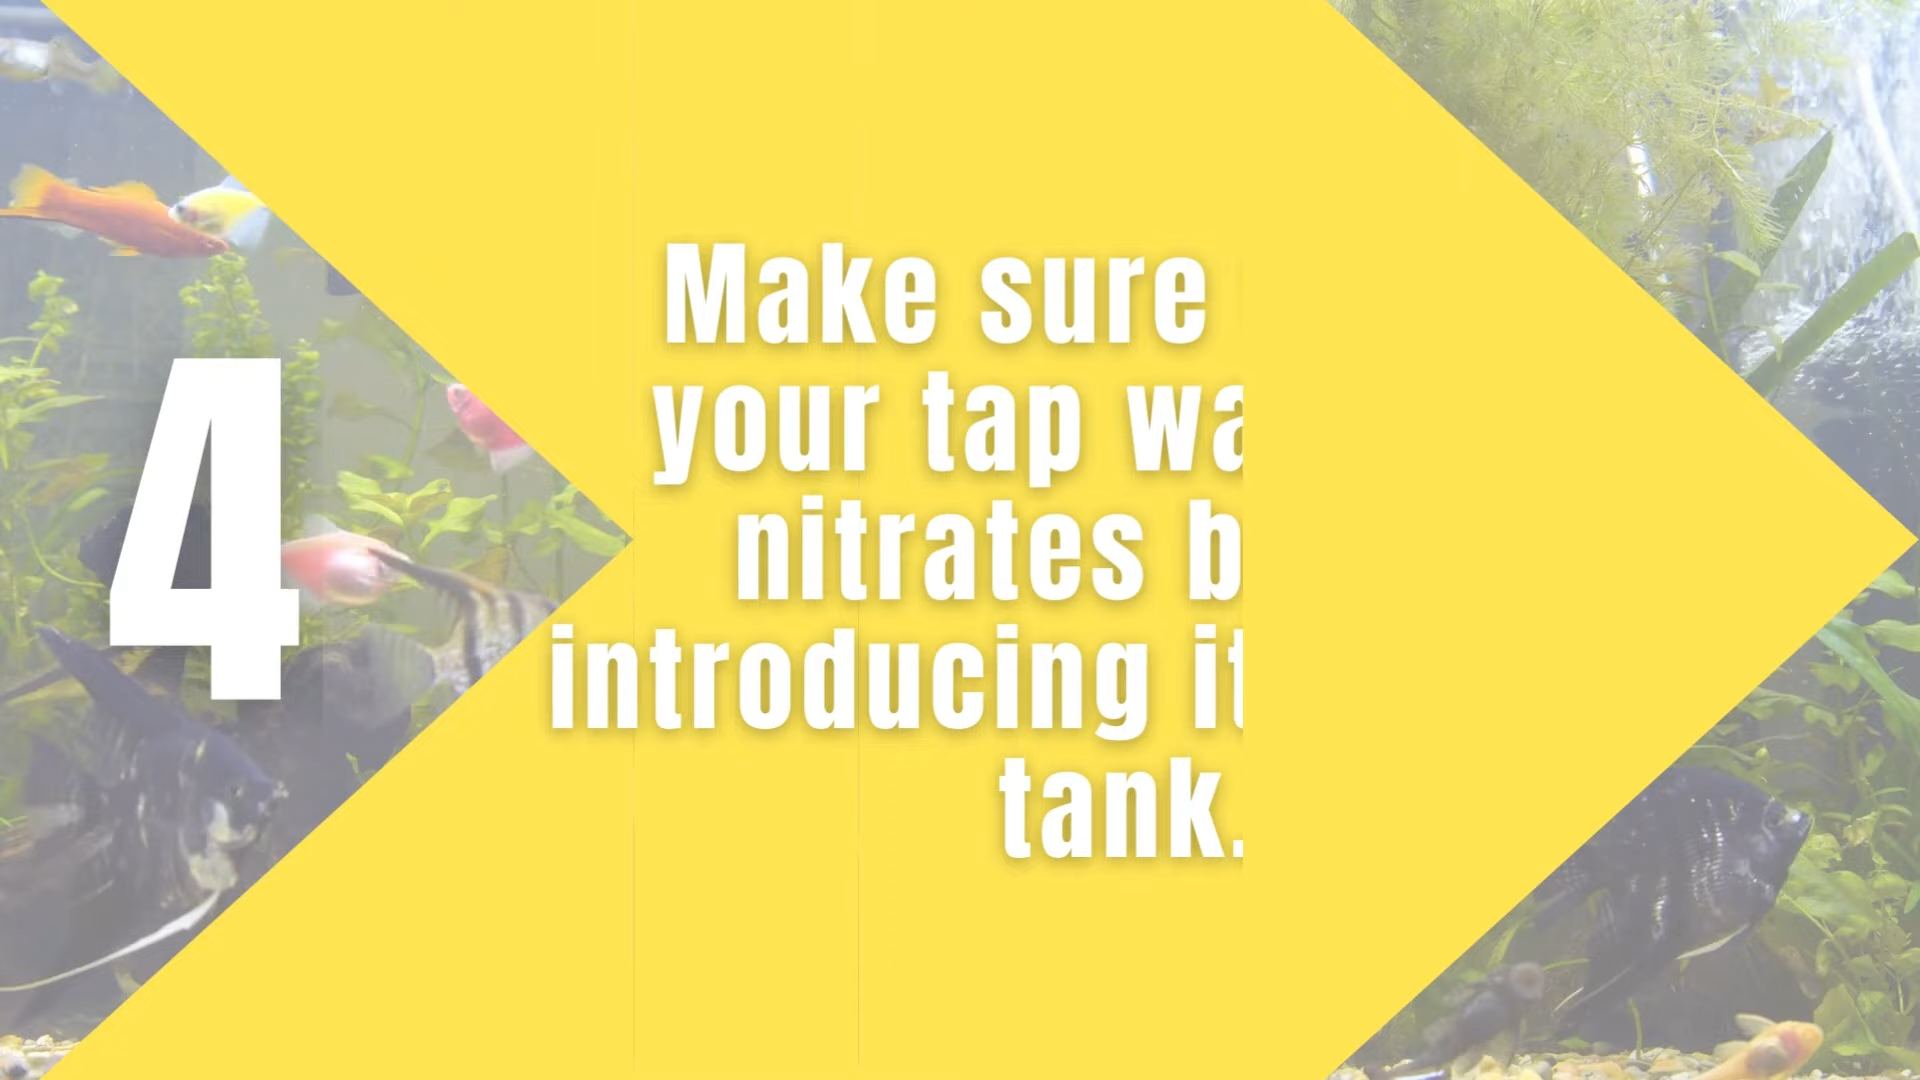 4
Make sure
your tap wa
nitrates b
introducing it
tank.